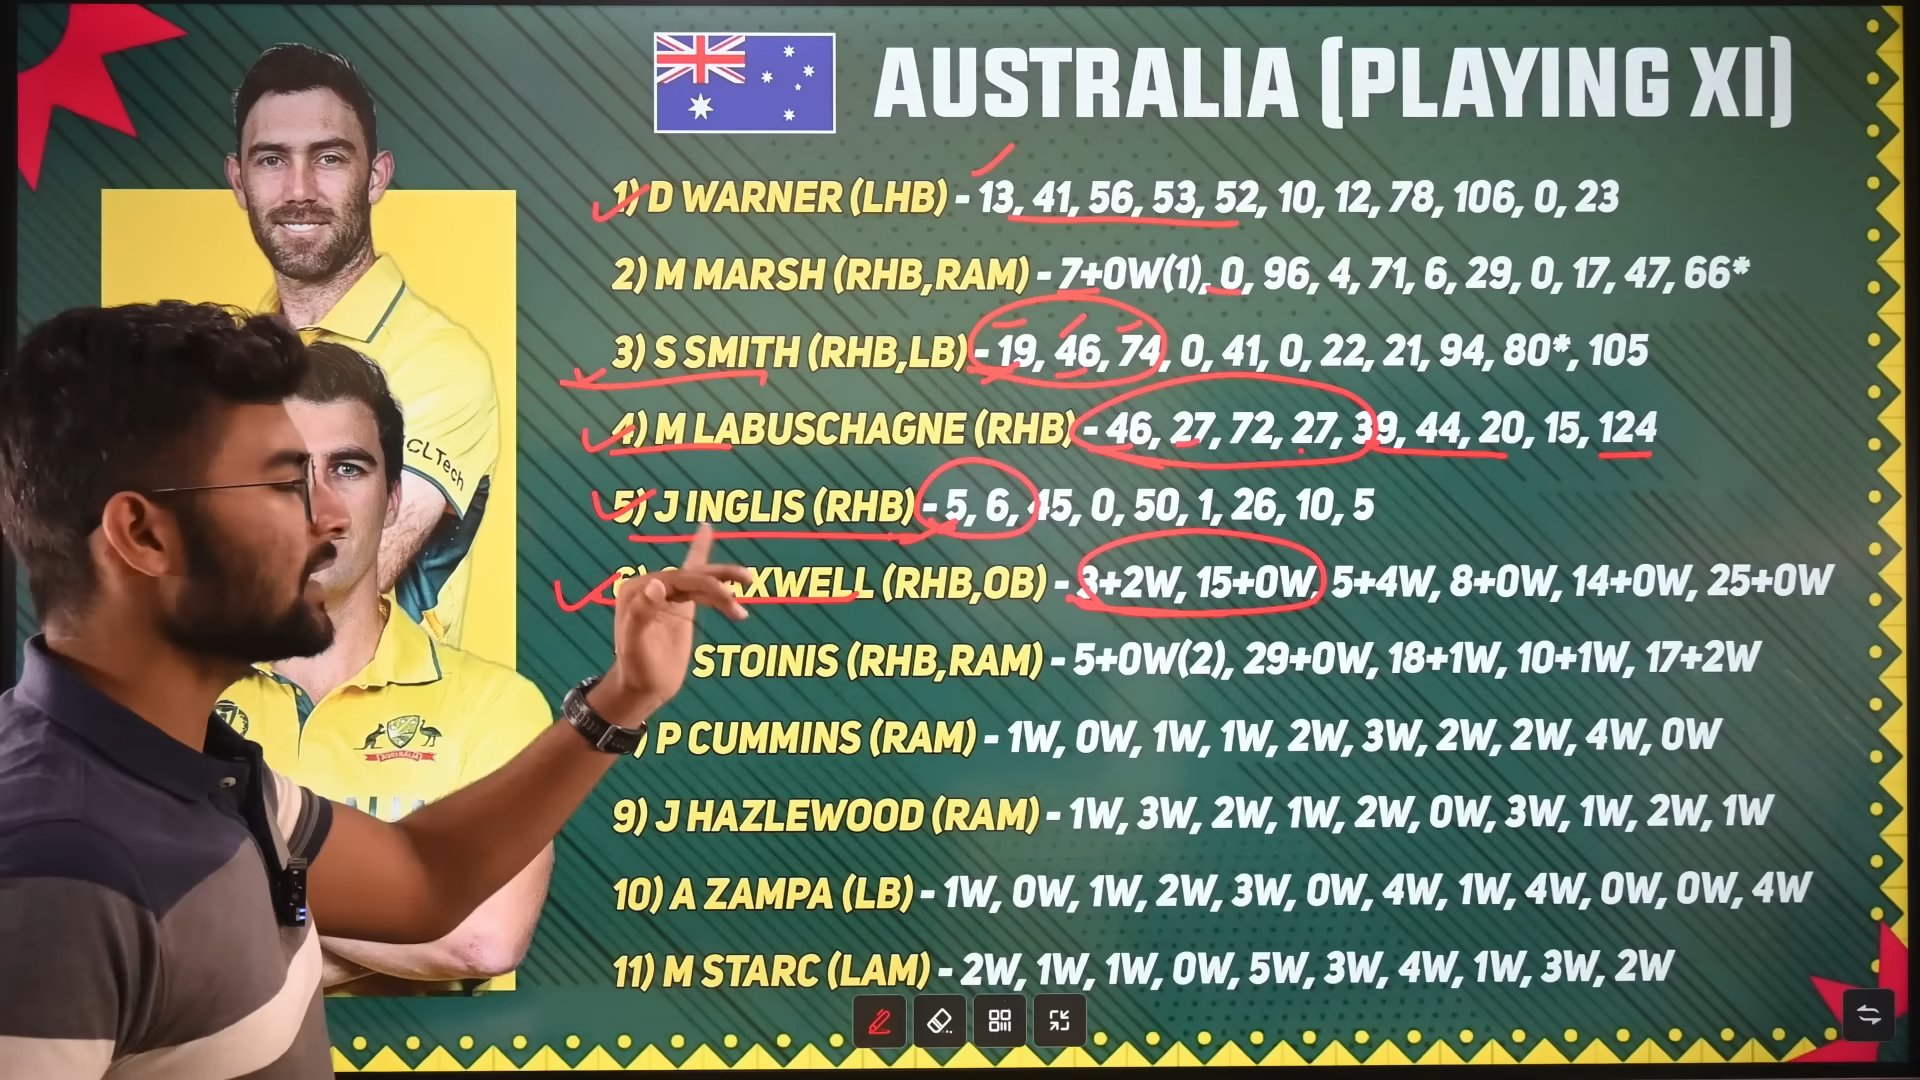 AUSTRALIA (PLAYING XI)
1) D WARNER (LHB) - 13, 41, 56, 53, 52, 10, 12, 78, 106, 0, 23
2) M MARSH (RHB,RAM) - 7+0W(1), 0, 96, 4, 71, 6, 29, 0, 17, 47, 66*
3) S SMITH (RHB,LB) - 19, 46, 74, 0, 41, 0, 22, 21, 94, 80*, 105
4) M LABUSCHAGNE (RHB) - 46, 27, 72, 27, 39, 44, 20, 15, 124
CLTech
5) J INGLIS (RHB) - 5, 6, 45, 0, 50, 1, 26, 10, 5
6) AXWELL (RHB,OB) - 3+2W, 15+0W, 5+4W, 8+0W, 14+0W, 25+0W
STOINIS (RHB,RAM) - 5+0W(2), 29+0W, 18+1W, 10+1W, 17+2W
) P CUMMINS (RAM) - 1W, 0W, 1W, 1W, 2W, 3W, 2W, 2W, 4W, 0W
AUSTRALIA
9) J HAZLEWOOD (RAM) - 1W, 3W, 2W, 1W, 2W, 0W, 3W, 1W, 2W, 1W
10) A ZAMPA (LB) - 1W, 0W, 1W, 2W, 3W, 0W, 4W, 1W, 4W, 0W, 0W, 4W
11) M STARC (LAM) - 2W, 1W, 1W, 0W, 5W, 3W, 4W, 1W, 3W, 2W